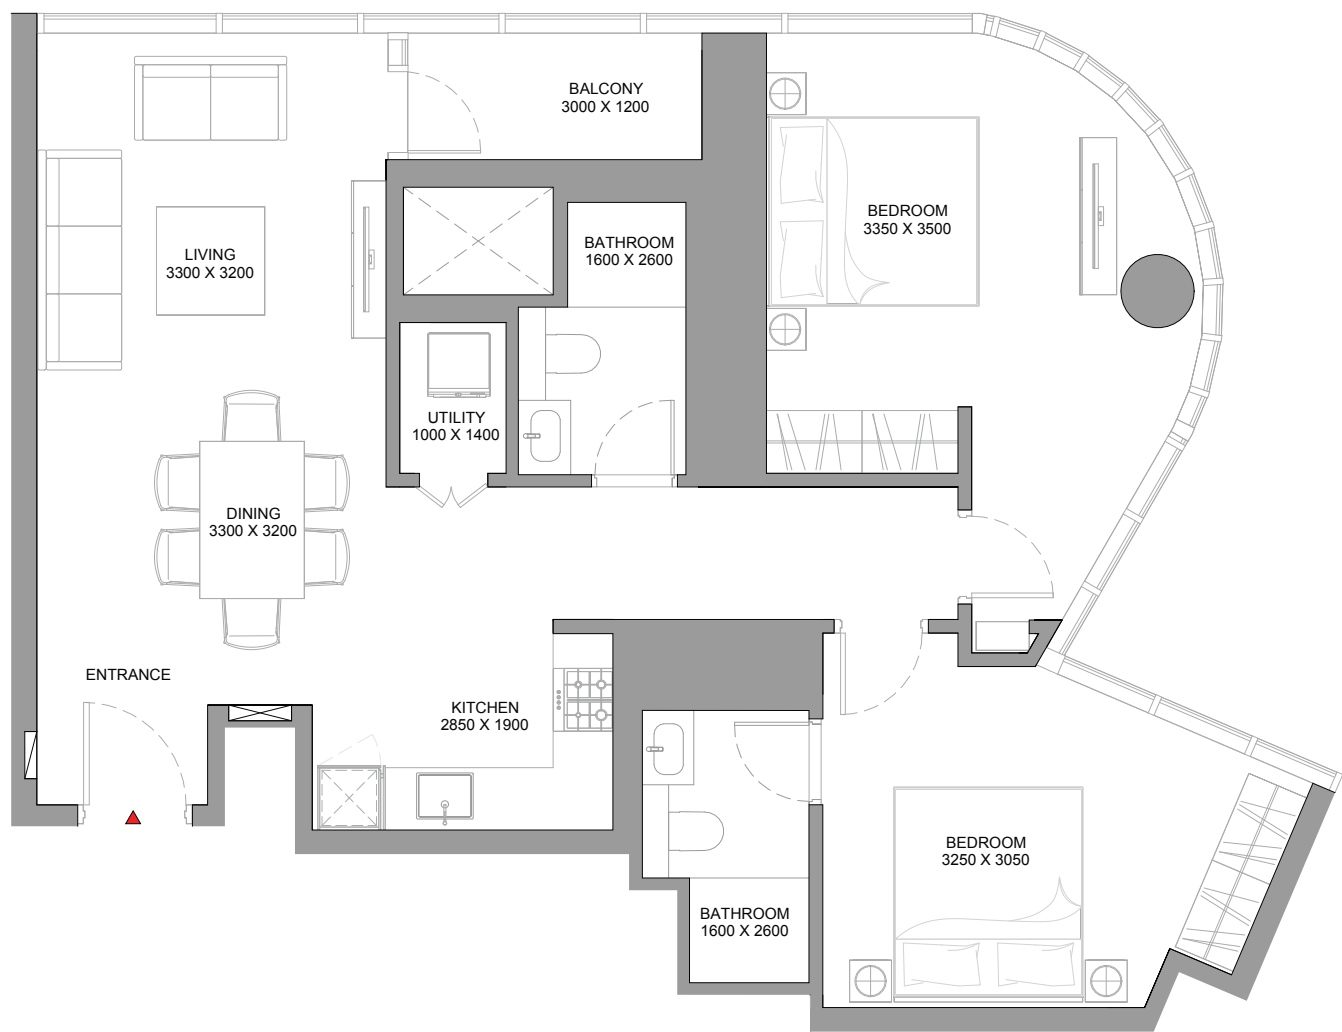 BALCONY
3000 X 1200
BEDROOM
3350 X 3500
BATHROOM
1600 X 2600
LIVING
3300 X 3200
UTILITY
1000 X 1400
DINING
3300 X 3200
ENTRANCE
KITCHEN
2850 X 1900
BEDROOM
3250 X 3050
BATHROOM
1600 X 2600